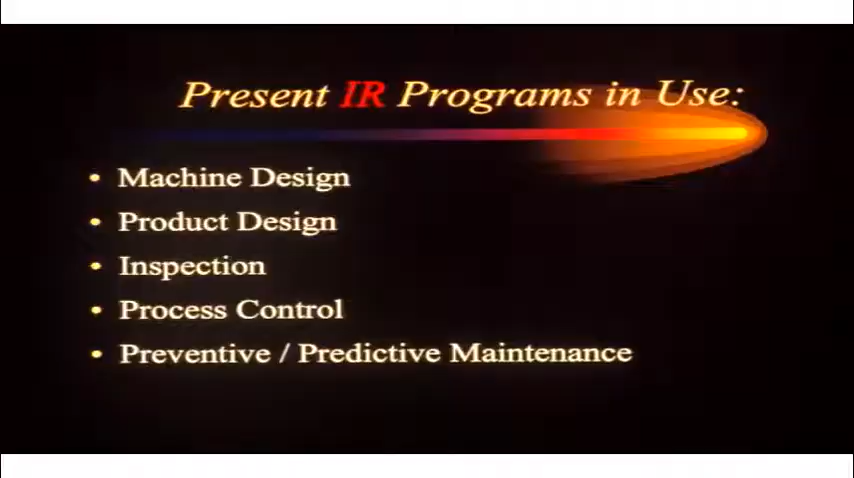 Present IR Programs in Use:
• Machine Design
• Product Design
• Inspection
• Process Control
• Preventive / Predictive Maintenance